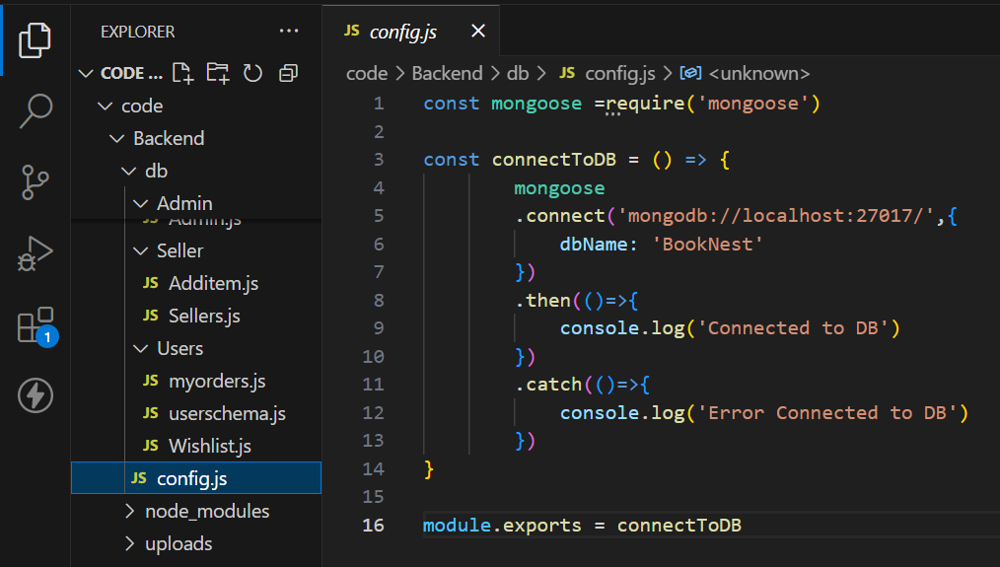 EXPLORER ...
CODE ...
code
Backend
db
Admin
Admin.js
Seller
JS Additem.js
JS Sellers.js
Users
JS myorders.js
JS userschema.js
JS Wishlist.js
JS config.js
node_modules
uploads
1
JS config.js
code > Backend > db > JS config.js > <unknown>
1 const mongoose =require('mongoose')
2
3 const connectToDB = () => {
4 mongoose
5 .connect('mongodb://localhost:27017/',{
6 dbName: 'BookNest'
7 })
8 .then(()=>{
9 console.log('Connected to DB')
10 })
11 .catch(()=>{
12 console.log('Error Connected to DB')
13 })
14 }
15
16 module.exports = connectToDB